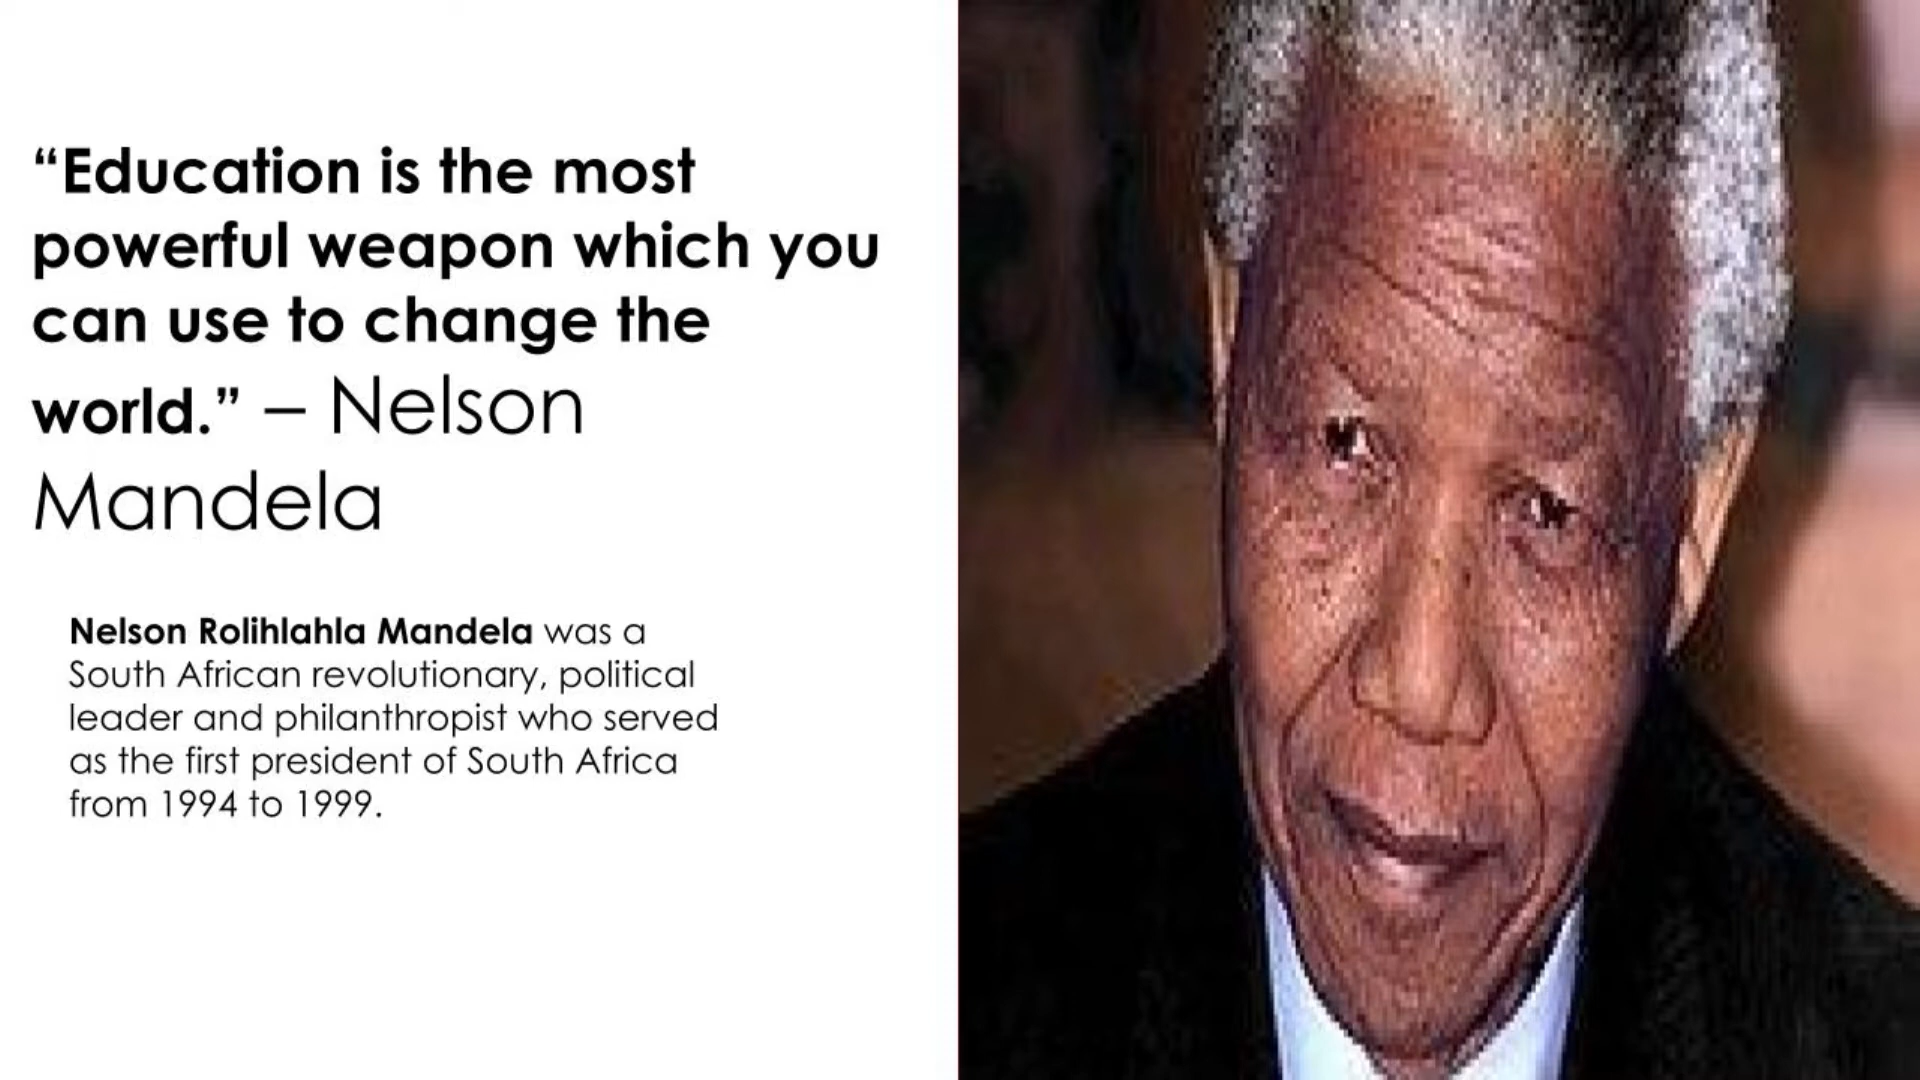 “Education is the most
powerful weapon which you
can use to change the
world.” – Nelson
Mandela
Nelson Rolihlahla Mandela was a
South African revolutionary, political
leader and philanthropist who served
as the first president of South Africa
from 1994 to 1999.